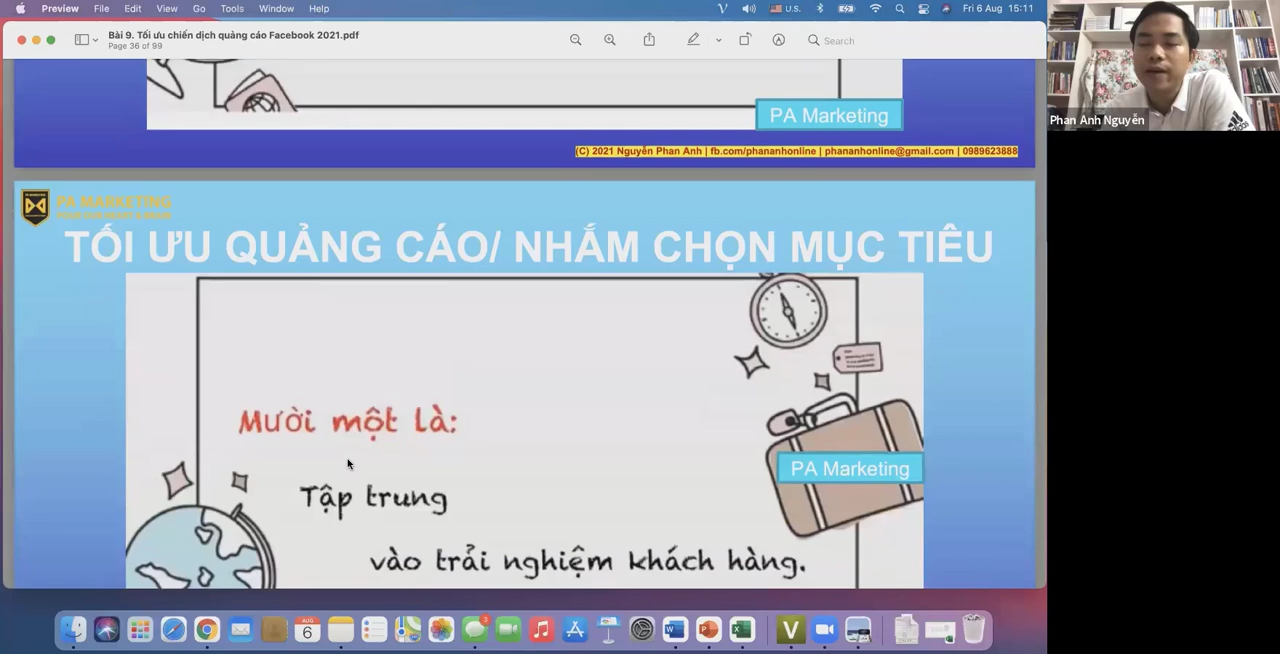 Preview File Edit View Go Tools Window Help
U.S.
Fri 6 Aug 15:11
Bài 9. Tối ưu chiến dịch quảng cáo Facebook 2021.pdf
Page 36 of 99
Search
PA Marketing
(C) 2021 Nguyễn Phan Anh | fb.com/phananhonline | phananhonline@gmail.com | 0989623888
PA MARKETING
TỐI ƯU QUẢNG CÁO/ NHẮM CHỌN MỤC TIÊU
Mười một là:
PA Marketing
Tập trung
vào trải nghiệm khách hàng.
Phan Anh Nguyễn
AUG
6
3